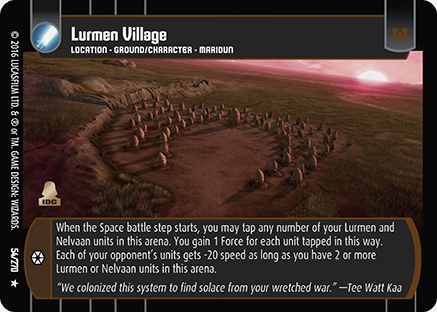 Lurmen Village
LOCATION - GROUND/CHARACTER - MARIDUN
© 2016 LUCASFILM LTD. & ® or TM. GAME DESIGN: WIZARDS.
54/270
IDC
When the Space battle step starts, you may tap any number of your Lurmen and
Nelvaan units in this arena. You gain 1 Force for each unit tapped in this way.
Each of your opponent's units gets -20 speed as long as you have 2 or more
Lurmen or Nelvaan units in this arena.
“We colonized this system to find solace from your wretched war.” —Tee Watt Kaa